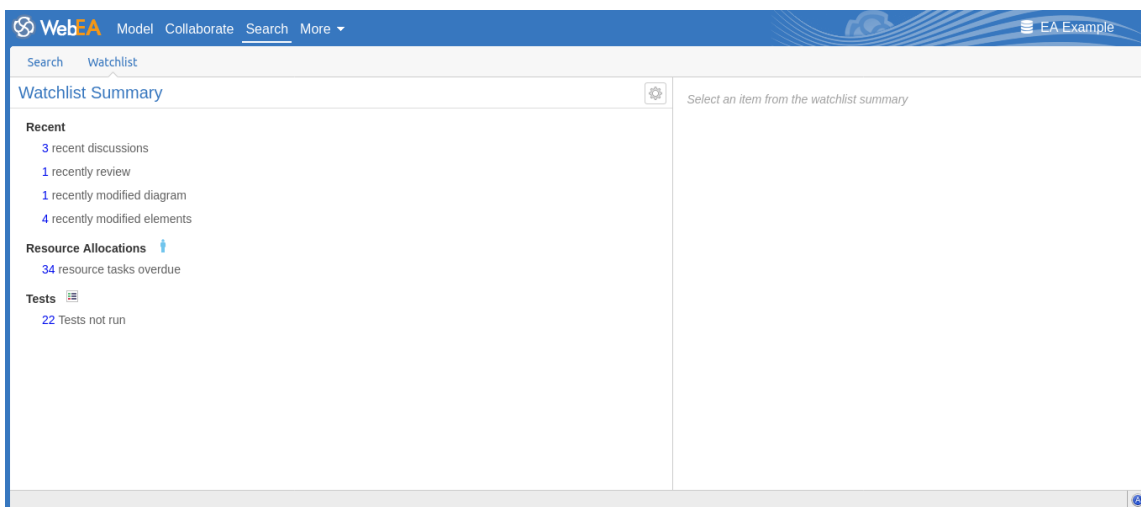 WebEA Model Collaborate Search More EA Example
Search Watchlist
Watchlist Summary
Select an item from the watchlist summary
Recent
3 recent discussions
1 recently review
1 recently modified diagram
4 recently modified elements
Resource Allocations
34 resource tasks overdue
Tests
22 Tests not run